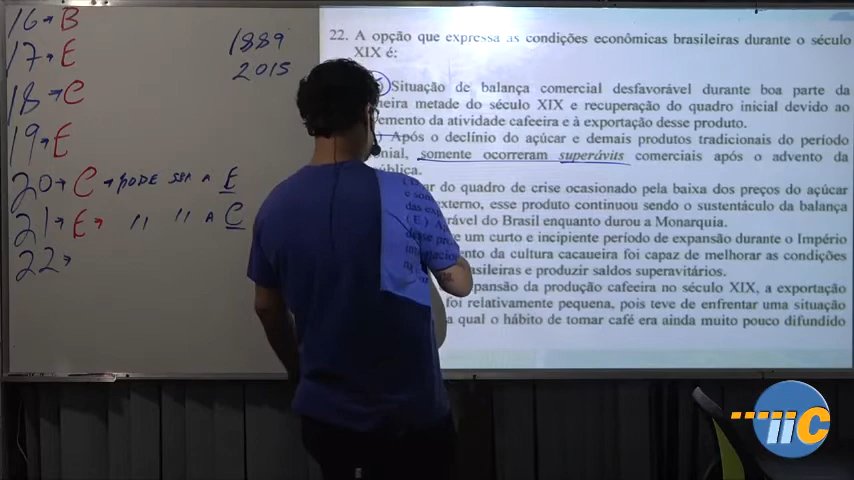 16→ B
17→ E
18→ C
19→ E
20→ C → PODE SER A E
21→ E → " " A C
22→
1889
2015
22. A opção que expressa as condições econômicas brasileiras durante o século
XIX é:
Situação de balança comercial desfavorável durante boa parte da
metade do século XIX e recuperação do quadro inicial devido ao
da atividade cafeeira e à exportação desse produto.
) Após o declínio do açúcar e demais produtos tradicionais do período
somente ocorreram superávits comerciais após o advento da
do quadro de crise ocasionado pela baixa dos preços do açúcar
externo, esse produto continuou sendo o sustentáculo da balança
do Brasil enquanto durou a Monarquia.
e um curto e incipiente período de expansão durante o Império
da cultura cacaueira foi capaz de melhorar as condições
e produzir saldos superavitários.
da produção cafeeira no século XIX, a exportação
foi relativamente pequena, pois teve de enfrentar uma situação
a qual o hábito de tomar café era ainda muito pouco difundido
iiC